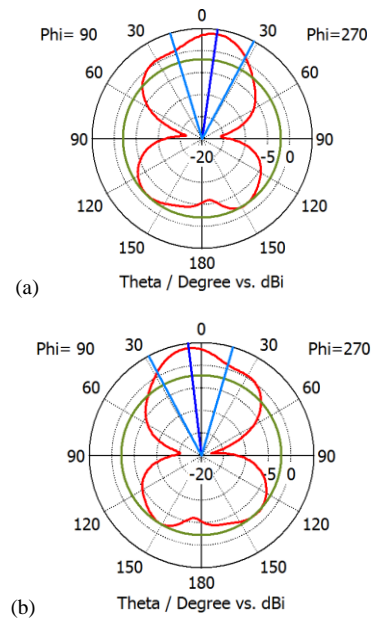 0
Phi= 90 30 30 Phi=270
60 60
90 -20 -5 0 90
120 120
150 150
180
Theta / Degree vs. dBi
(a)
0
Phi= 90 30 30 Phi=270
60 60
90 -20 -5 0 90
120 120
150 150
180
Theta / Degree vs. dBi
(b)